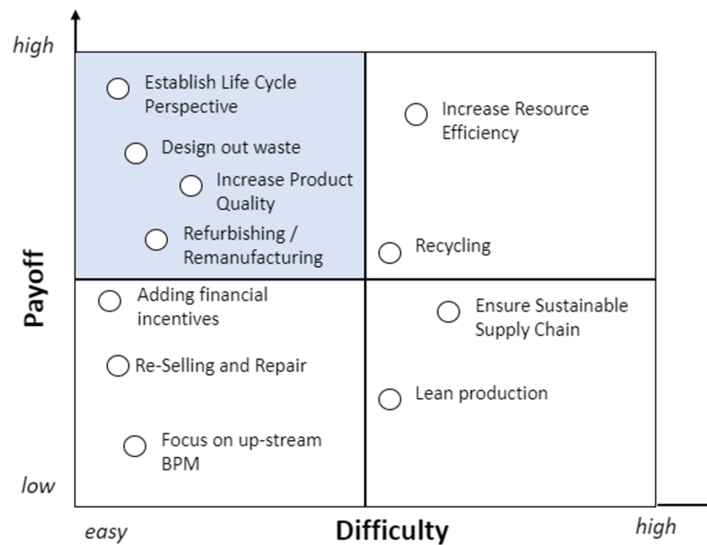 high
Establish Life Cycle
Perspective
Design out waste
Increase Product
Quality
Refurbishing /
Remanufacturing
Increase Resource
Efficiency
Recycling
Payoff
Adding financial
incentives
Re-Selling and Repair
Focus on up-stream
BPM
Ensure Sustainable
Supply Chain
Lean production
low
easy
Difficulty
high